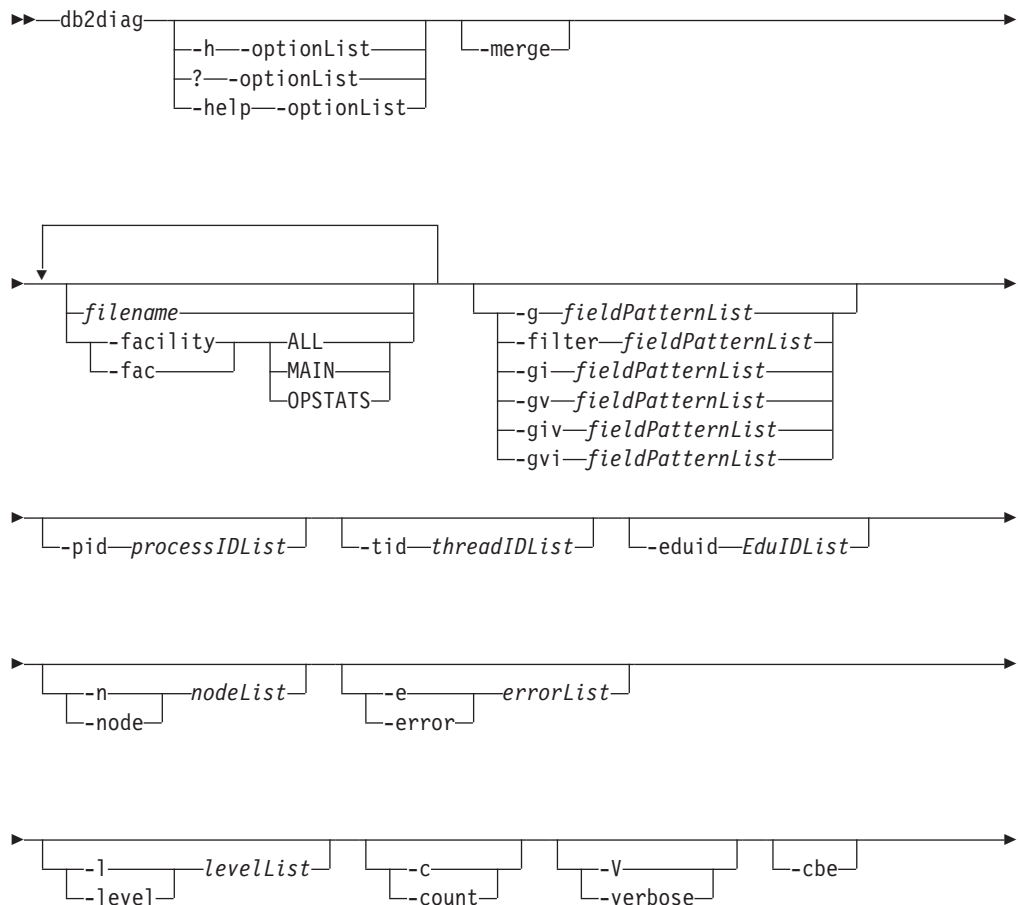 db2diag
-h -optionList -merge
? -optionList
-help -optionList
filename -g fieldPatternList
-facility ALL -filter fieldPatternList
-fac MAIN -gi fieldPatternList
OPSTATS -gv fieldPatternList
-giv fieldPatternList
-gvi fieldPatternList
-pid processIDList -tid threadIDList -eduid EduIDList
-n nodeList -e errorList
-node -error
-l levelList -c -V -cbe
-level -count -verbose